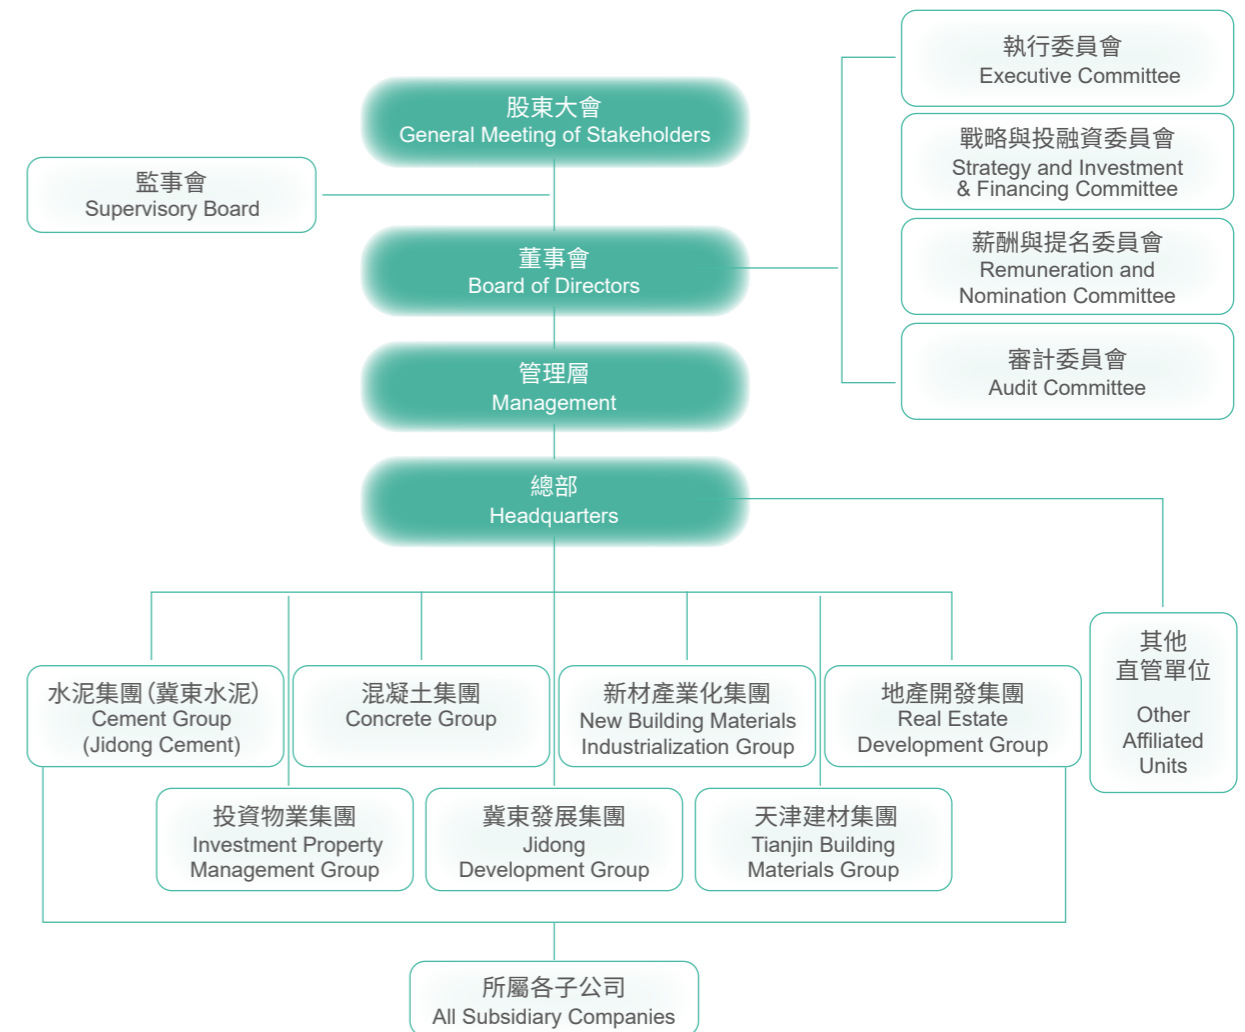 執行委員會
Executive Committee
股東大會
General Meeting of Stakeholders
戰略與投融資委員會
Strategy and Investment
& Financing Committee
監事會
Supervisory Board
薪酬與提名委員會
Remuneration and
Nomination Committee
董事會
Board of Directors
審計委員會
Audit Committee
管理層
Management
總部
Headquarters
其他
直管單位
Other
Affiliated
Units
水泥集團（冀東水泥）
Cement Group
(Jidong Cement)
混凝土集團
Concrete Group
新材產業化集團
New Building Materials
Industrialization Group
地產開發集團
Real Estate
Development Group
投資物業集團
Investment Property
Management Group
冀東發展集團
Jidong
Development Group
天津建材集團
Tianjin Building
Materials Group
所屬各子公司
All Subsidiary Companies